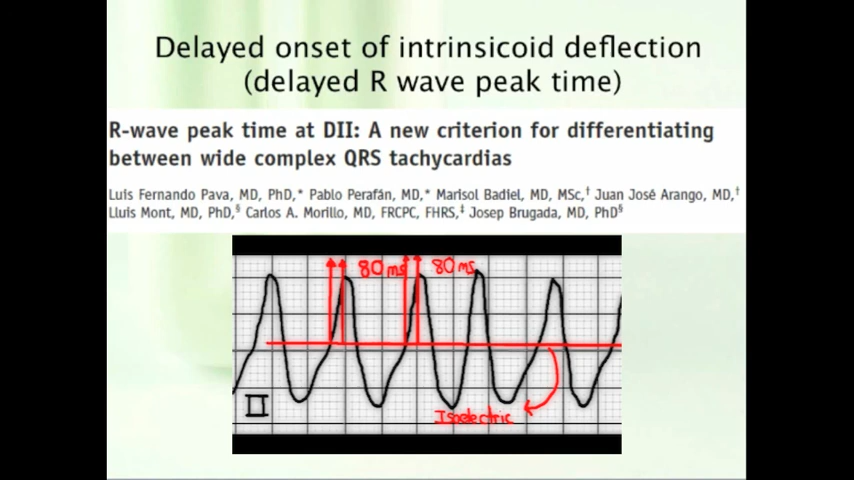 Delayed onset of intrinsicoid deflection
(delayed R wave peak time)
R-wave peak time at DII: A new criterion for differentiating
between wide complex QRS tachycardias
Luis Fernando Pava, MD, PhD,* Pablo Perafán, MD,* Marisol Badiel, MD, MSc,† Juan José Arango, MD,†
Lluis Mont, MD, PhD,§ Carlos A. Morillo, MD, FRCPC, FHRS,‡ Josep Brugada, MD, PhD§
80 ms 80 ms
II
Isoelectric